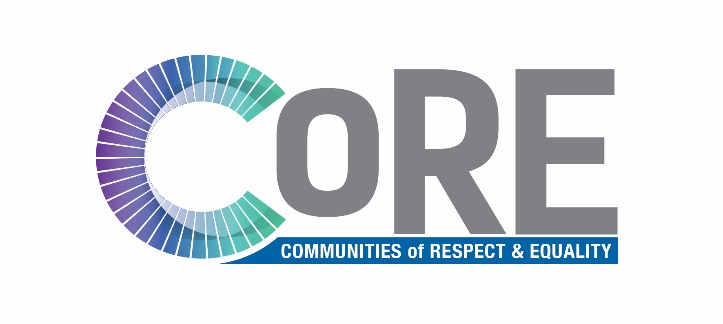 CoRE
COMMUNITIES of RESPECT & EQUALITY